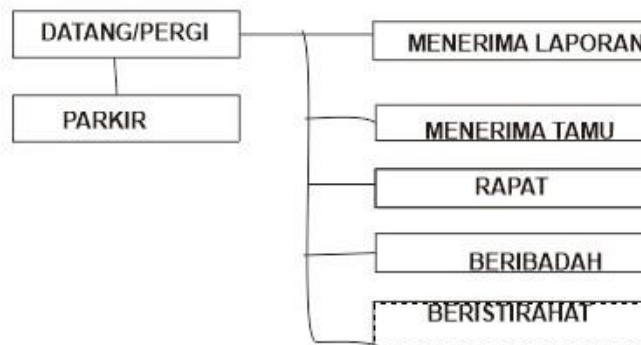 DATANG/PERGI
PARKIR
MENERIMA LAPORAN
MENERIMA TAMU
RAPAT
BERIBADAH
BERISTIRAHAT